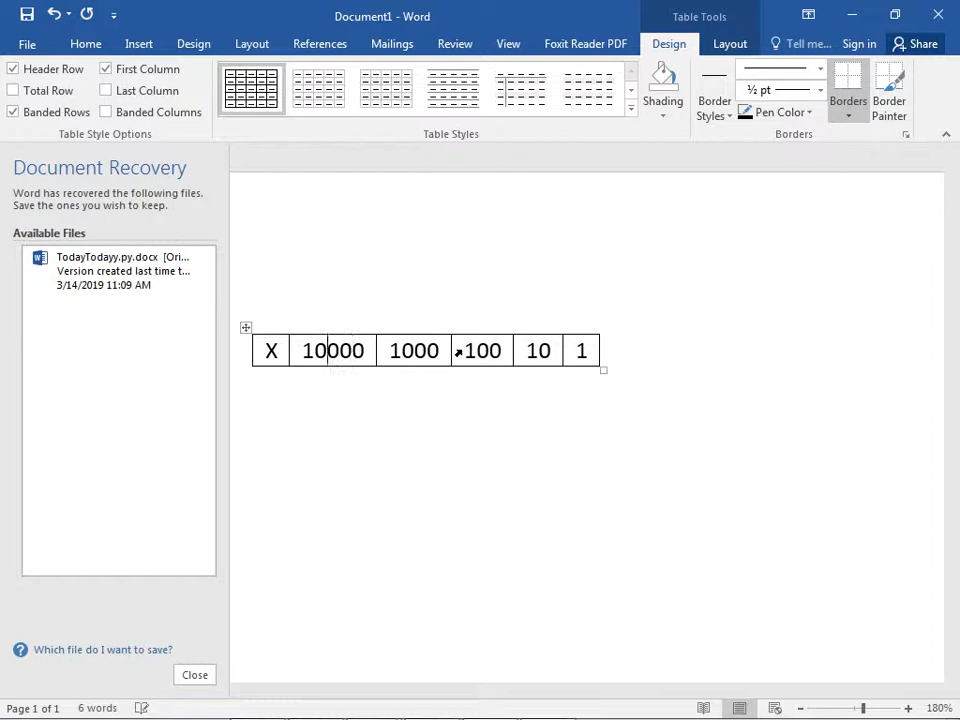 Document1 - Word
Table Tools
File Home Insert Design Layout References Mailings Review View Foxit Reader PDF Design Layout Tell me... Sign in Share
Header Row First Column
Total Row Last Column
Banded Rows Banded Columns
Table Style Options
Table Styles
Shading
Border Styles
½ pt
Pen Color
Borders
Border Painter
Borders
Document Recovery
Word has recovered the following files.
Save the ones you wish to keep.
Available Files
TodayTodayy.py.docx [Ori...
Version created last time t...
3/14/2019 11:09 AM
X 10000 1000 100 10 1
Which file do I want to save?
Close
Page 1 of 1 6 words 180%